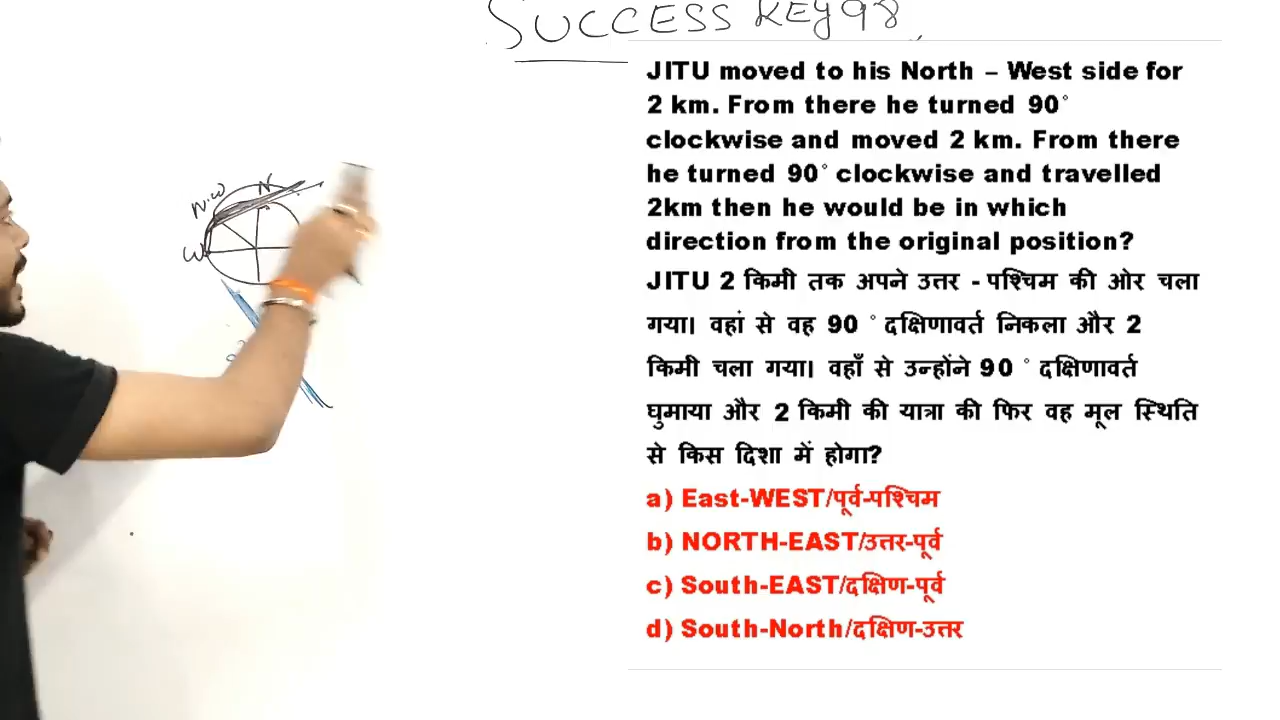 SUCCESS KEY98
JITU moved to his North – West side for
2 km. From there he turned 90°
clockwise and moved 2 km. From there
he turned 90° clockwise and travelled
2km then he would be in which
direction from the original position?
JITU 2 किमी तक अपने उत्तर - पश्चिम की ओर चला
गया। वहां से वह 90 ° दक्षिणावर्त निकला और 2
किमी चला गया। वहाँ से उन्होंने 90 ° दक्षिणावर्त
घुमाया और 2 किमी की यात्रा की फिर वह मूल स्थिति
से किस दिशा में होगा?
a) East-WEST/पूर्व-पश्चिम
b) NORTH-EAST/उत्तर-पूर्व
c) South-EAST/दक्षिण-पूर्व
d) South-North/दक्षिण-उत्तर
N-W
N
W